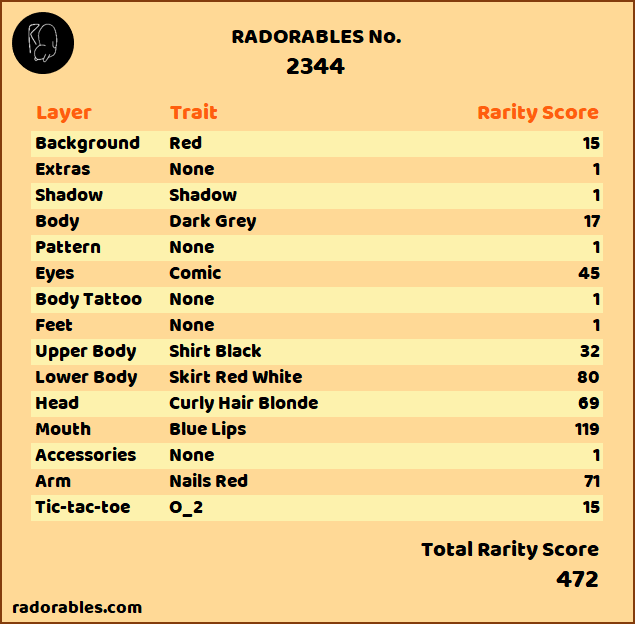 RADORABLES No.
2344
Layer Trait Rarity Score
Background Red 15
Extras None 1
Shadow Shadow 1
Body Dark Grey 17
Pattern None 1
Eyes Comic 45
Body Tattoo None 1
Feet None 1
Upper Body Shirt Black 32
Lower Body Skirt Red White 80
Head Curly Hair Blonde 69
Mouth Blue Lips 119
Accessories None 1
Arm Nails Red 71
Tic-tac-toe O_2 15
Total Rarity Score
472
radorables.com